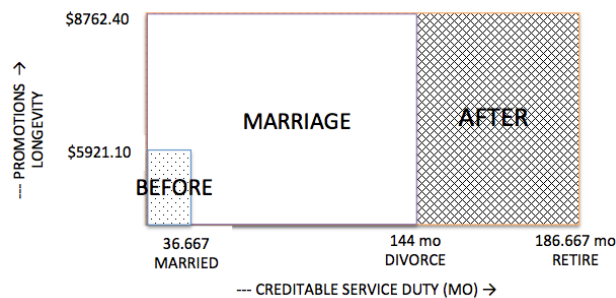 $8762.40
--- PROMOTIONS →
LONGEVITY
MARRIAGE
AFTER
$5921.10
BEFORE
36.667
MARRIED
144 mo
DIVORCE
186.667 mo
RETIRE
--- CREDITABLE SERVICE DUTY (MO) →